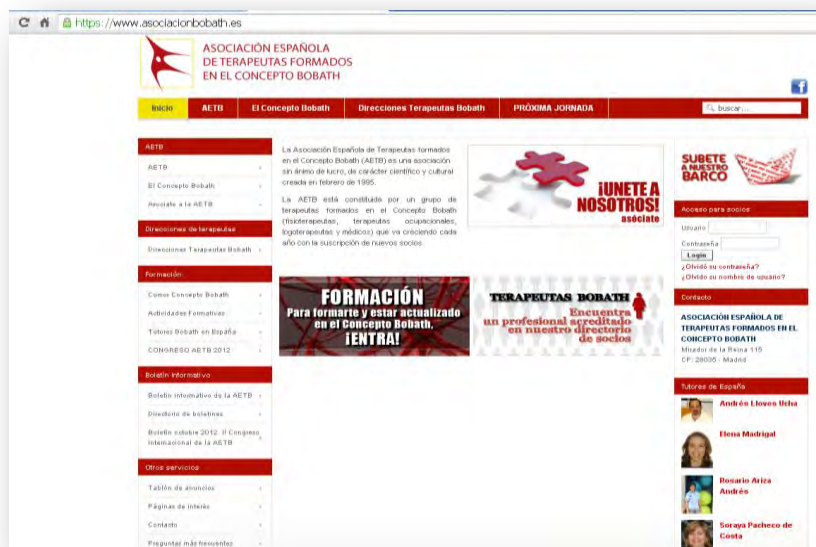 https://www.asociacionbobath.es
ASOCIACIÓN ESPAÑOLA
DE TERAPEUTAS FORMADOS
EN EL CONCEPTO BOBATH
Inicio
AETB
El Concepto Bobath
Direcciones Terapeutas Bobath
PRÓXIMA JORNADA
buscar...
AETB
AETB
El Concepto Bobath
Asociate a la AETB
Direcciones de terapeutas
Direcciones Terapeutas Bobath
Formación
Cursos Concepto Bobath
Actividades Formativas
Tutores Bobath en España
CONGRESO AETB 2012
Boletín informativo
Boletín informativo de la AETB
Directorio de boletines
Boletín octubre 2012. II Congreso
Internacional de la AETB
Otros servicios
Tablón de anuncios
Páginas de interés
Contacto
Preguntas más frecuentes
La Asociación Española de Terapeutas formados
en el Concepto Bobath (AETB) es una asociación
sin ánimo de lucro, de carácter científico y cultural
creada en febrero de 1995.
La AETB está constituida por un grupo de
terapeutas formados en el Concepto Bobath
(fisioterapeutas, terapeutas ocupacionales,
logoterapeutas y médicos) que va creciendo cada
año con la suscripción de nuevos socios.
¡UNETE A
NOSOTROS!
asóciate
FORMACIÓN
Para formarte y estar actualizado
en el Concepto Bobath,
¡ENTRA!
TERAPEUTAS BOBATH
Encuentra
un profesional acreditado
en nuestro directorio
de socios
SUBETE
A NUESTRO
BARCO
Acceso para socios
Usuario
Contraseña
Login
¿Olvidó su contraseña?
¿Olvidó su nombre de usuario?
Contacto
ASOCIACIÓN ESPAÑOLA DE
TERAPEUTAS FORMADOS EN EL
CONCEPTO BOBATH
Mirador de la Reina 115
CP: 28035 - Madrid
Tutores de España
Andrés Lloves Ucha
Elena Madrigal
Rosario Ariza
Andrés
Soraya Pacheco de
Costa